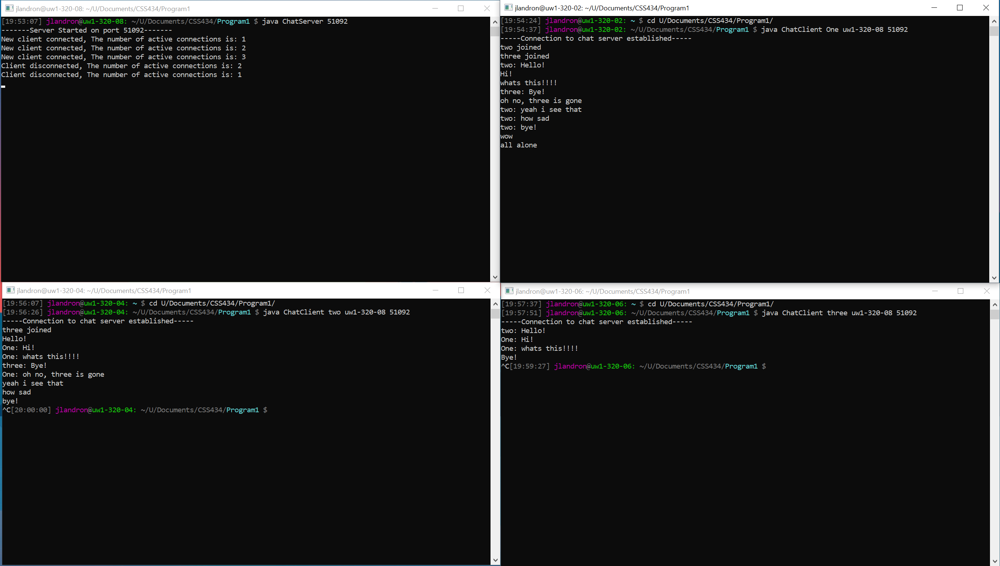 jlandron@uw1-320-08: ~/U/Documents/CSS434/Program1
[19:53:07] jlandron@uw1-320-08: ~/U/Documents/CSS434/Program1 $ java ChatServer 51092
-------Server Started on port 51092-------
New client connected, The number of active connections is: 1
New client connected, The number of active connections is: 2
New client connected, The number of active connections is: 3
Client disconnected, The number of active connections is: 2
Client disconnected, The number of active connections is: 1
jlandron@uw1-320-02: ~/U/Documents/CSS434/Program1
[19:54:24] jlandron@uw1-320-02: ~ $ cd U/Documents/CSS434/Program1/
[19:54:37] jlandron@uw1-320-02: ~/U/Documents/CSS434/Program1 $ java ChatClient One uw1-320-08 51092
-----Connection to chat server established-----
two joined
three joined
two: Hello!
Hi!
whats this!!!!
three: Bye!
oh no, three is gone
two: yeah i see that
two: how sad
two: bye!
wow
all alone
jlandron@uw1-320-04: ~/U/Documents/CSS434/Program1
[19:56:07] jlandron@uw1-320-04: ~ $ cd U/Documents/CSS434/Program1/
[19:56:26] jlandron@uw1-320-04: ~/U/Documents/CSS434/Program1 $ java ChatClient two uw1-320-08 51092
-----Connection to chat server established-----
three joined
Hello!
One: Hi!
One: whats this!!!!
three: Bye!
One: oh no, three is gone
yeah i see that
how sad
bye!
^C[20:00:00] jlandron@uw1-320-04: ~/U/Documents/CSS434/Program1 $
jlandron@uw1-320-06: ~/U/Documents/CSS434/Program1
[19:57:37] jlandron@uw1-320-06: ~ $ cd U/Documents/CSS434/Program1/
[19:57:51] jlandron@uw1-320-06: ~/U/Documents/CSS434/Program1 $ java ChatClient three uw1-320-08 51092
-----Connection to chat server established-----
two: Hello!
One: Hi!
One: whats this!!!!
Bye!
^C[19:59:27] jlandron@uw1-320-06: ~/U/Documents/CSS434/Program1 $